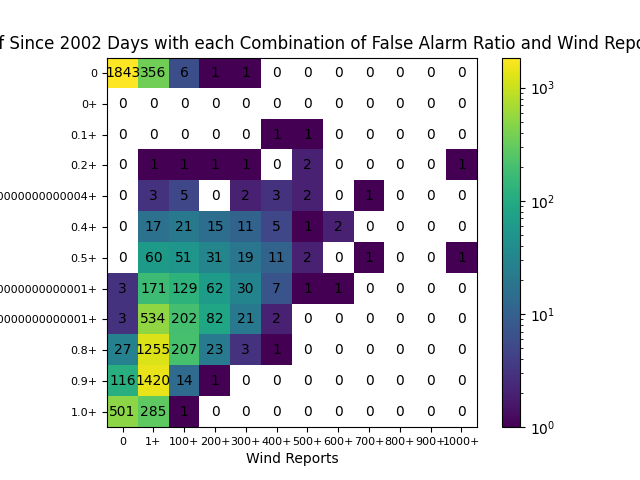 f Since 2002 Days with each Combination of False Alarm Ratio and Wind Repo
0 1843 356 6 1 1 0 0 0 0 0 0 0
0+ 0 0 0 0 0 0 0 0 0 0 0 0
0.1+ 0 0 0 0 0 1 1 0 0 0 0 0
0.2+ 0 1 1 1 1 0 2 0 0 0 0 1
0000000000004+ 0 3 5 0 2 3 2 0 1 0 0 0
0.4+ 0 17 21 15 11 5 1 2 0 0 0 0
0.5+ 0 60 51 31 19 11 2 0 1 0 0 1
000000000001+ 3 171 129 62 30 7 1 1 0 0 0 0
000000000001+ 3 534 202 82 21 2 0 0 0 0 0 0
0.8+ 27 1255 207 23 3 1 0 0 0 0 0 0
0.9+ 116 1420 14 1 0 0 0 0 0 0 0 0
1.0+ 501 285 1 0 0 0 0 0 0 0 0 0
0 1+ 100+ 200+ 300+ 400+ 500+ 600+ 700+ 800+ 900+ 1000+
Wind Reports
10³
10²
10¹
10⁰